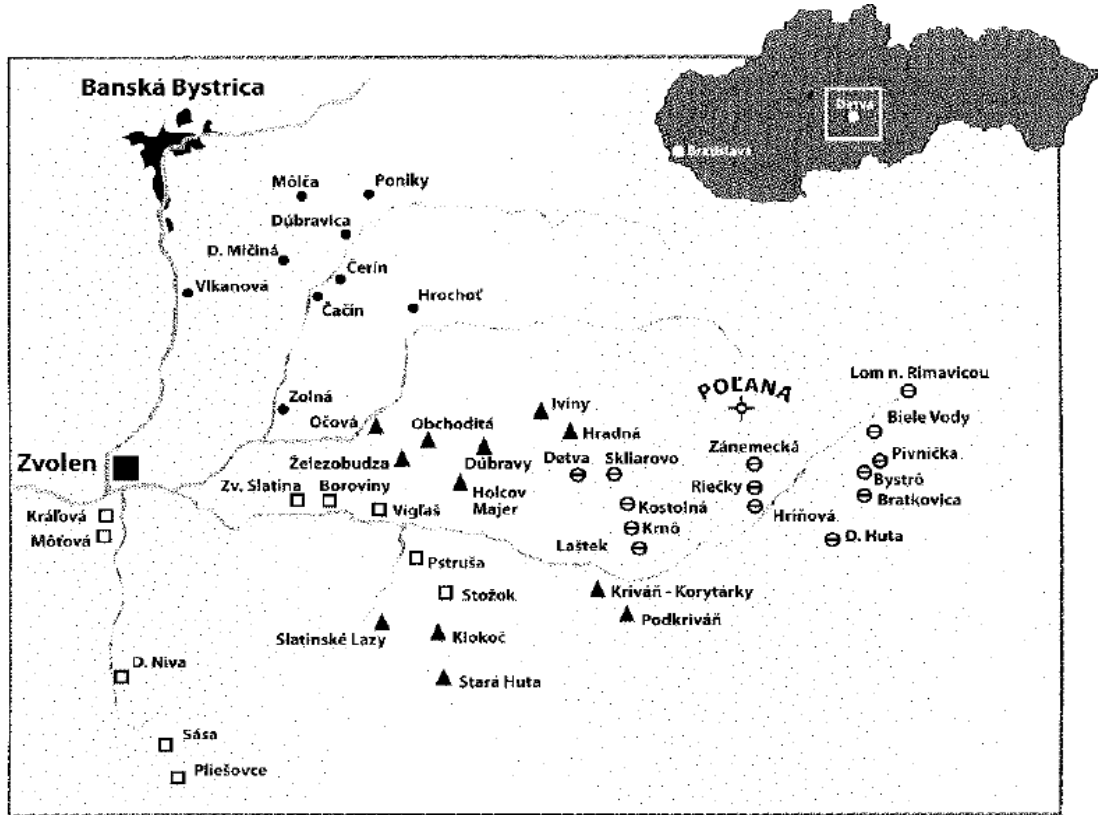 Banská Bystrica
Detva
Bratislava
Môlča
Poniky
Dúbravica
D. Mičiná
Čerín
Vlkanová
Čačín
Hrochoť
POĽANA
Lom n. Rimavicou
Zolná
Iviny
Biele Vody
Očová
Obchoditá
Hradná
Zánemecká
Pivnička
Zvolen
Železobudza
Dúbravy
Detva
Skliarovo
Bystrô
Zv. Slatina
Boroviny
Holcov
Majer
Riečky
Bratkovica
Kráľová
Vígľaš
Kostolná
Hriňová
Môťová
Krnô
D. Huta
Laštek
Pstruša
Stožok
Kriváň - Korytárky
Podkriváň
Slatinské Lazy
Klokoč
D. Niva
Stará Huta
Sása
Pliešovce